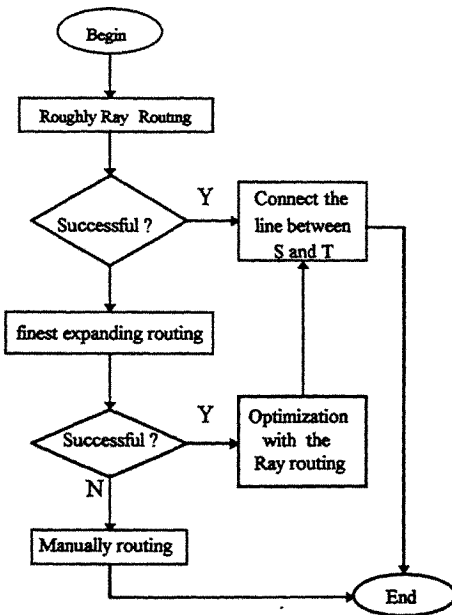 Begin
Roughly Ray Routing
Successful ?
Y
Connect the
line between
S and T
finest expanding routing
Successful ?
Y
Optimization
with the
Ray routing
N
Manually routing
End